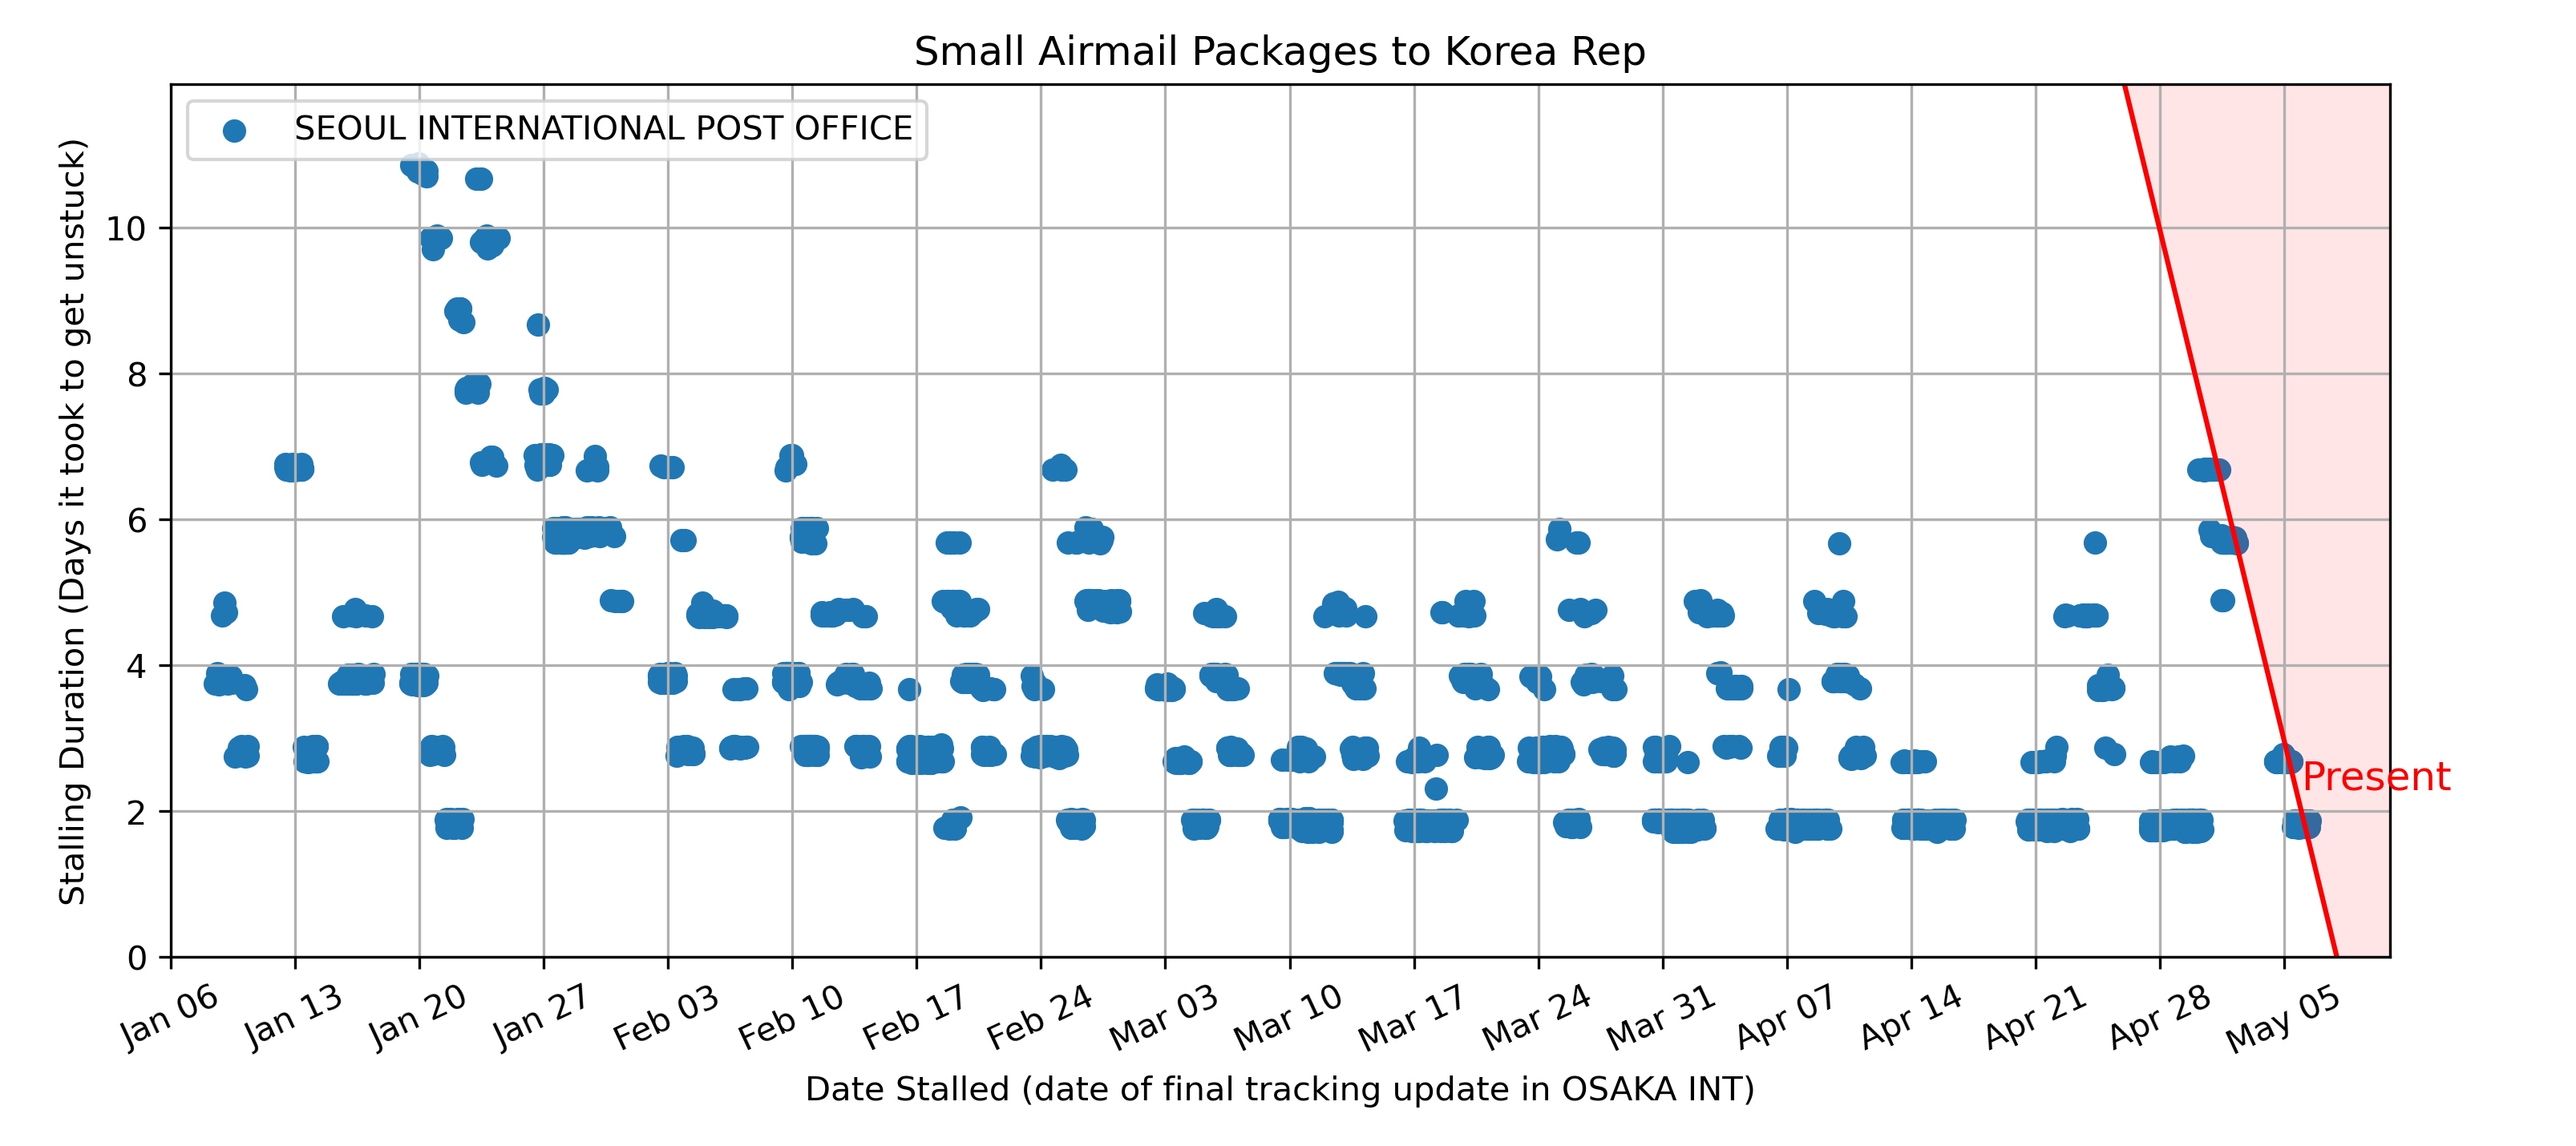 Small Airmail Packages to Korea Rep
SEOUL INTERNATIONAL POST OFFICE
Stalling Duration (Days it took to get unstuck)
10
8
6
4
2
0
Present
Jan 06
Jan 13
Jan 20
Jan 27
Feb 03
Feb 10
Feb 17
Feb 24
Mar 03
Mar 10
Mar 17
Mar 24
Mar 31
Apr 07
Apr 14
Apr 21
Apr 28
May 05
Date Stalled (date of final tracking update in OSAKA INT)